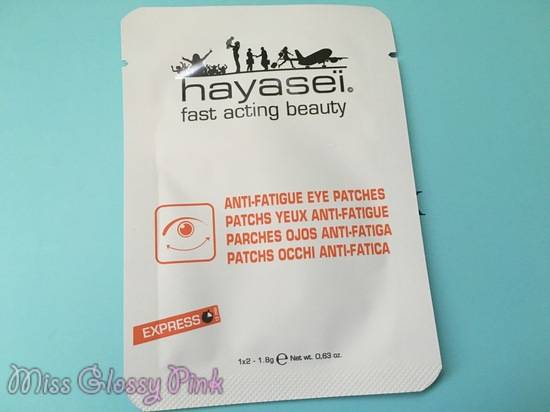 hayaseï©
fast acting beauty
ANTI-FATIGUE EYE PATCHES
PATCHS YEUX ANTI-FATIGUE
PARCHES OJOS ANTI-FATIGA
PATCHS OCCHI ANTI-FATICA
EXPRESS
1x2 - 1.8g ℮ Net wt. 0,63 oz.
Miss Glossy Pink